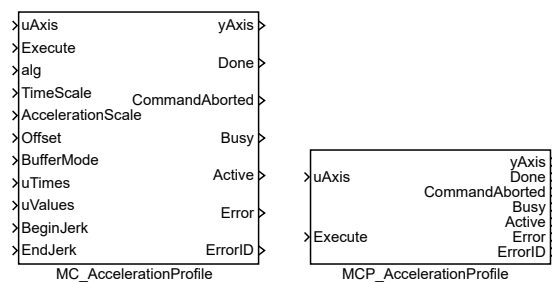 uAxis
Execute
alg
TimeScale
AccelerationScale
Offset
BufferMode
uTimes
uValues
BeginJerk
EndJerk
yAxis
Done
CommandAborted
Busy
Active
Error
ErrorID
MC_AccelerationProfile
uAxis
Execute
yAxis
Done
CommandAborted
Busy
Active
Error
ErrorID
MCP_AccelerationProfile